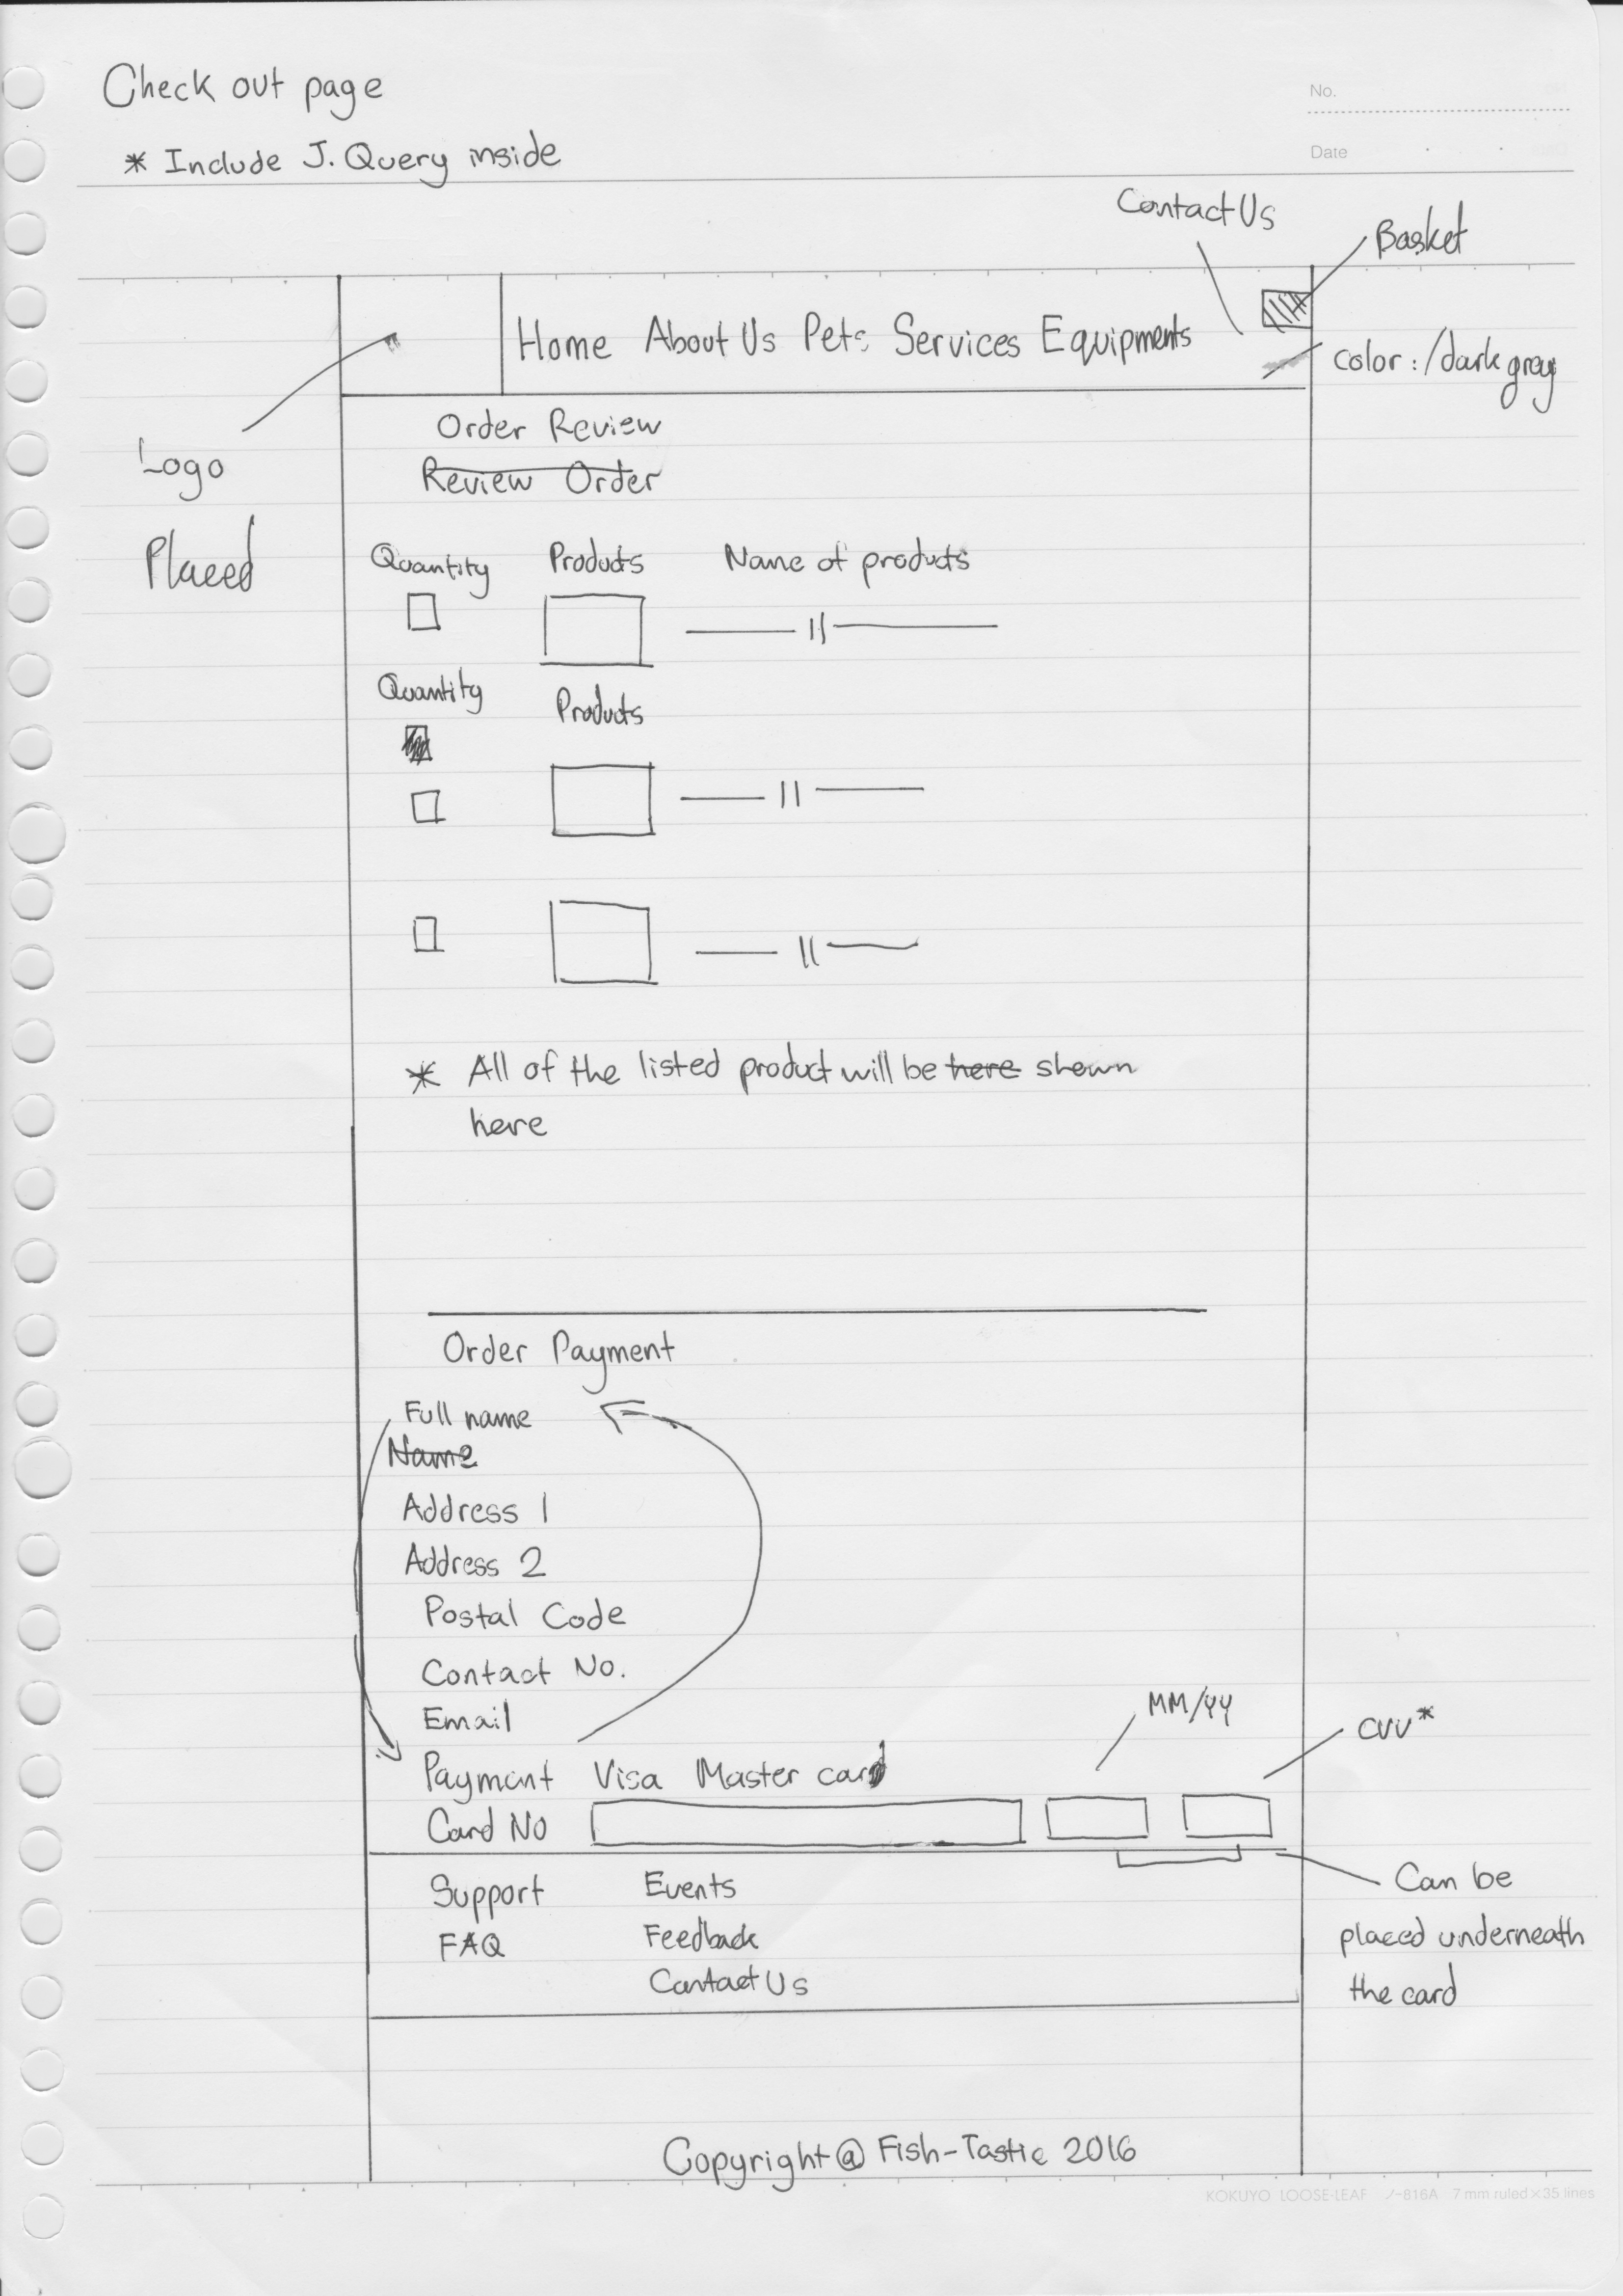 Check out page
No.
* Include J. Query inside
Date
Contact Us
Basket
Home About Us Pets Services Equipments
color: /dark gray
Order Review
Logo
Review Order
Placed
Quantity Products Name of products
Quantity
Products
* All of the listed product will be here shown
here
Order Payment
Full name
Name
Address 1
Address 2
Postal Code
Contact No.
Email
MM/YY
CVV*
Payment Visa Master card
Card No
Support Events
Can be
FAQ Feedback
placed underneath
Contact Us
the card
Copyright @ Fish-Tastic 2016
KOKUYO LOOSE-LEAF ノ-816A 7 mm ruled×35 lines